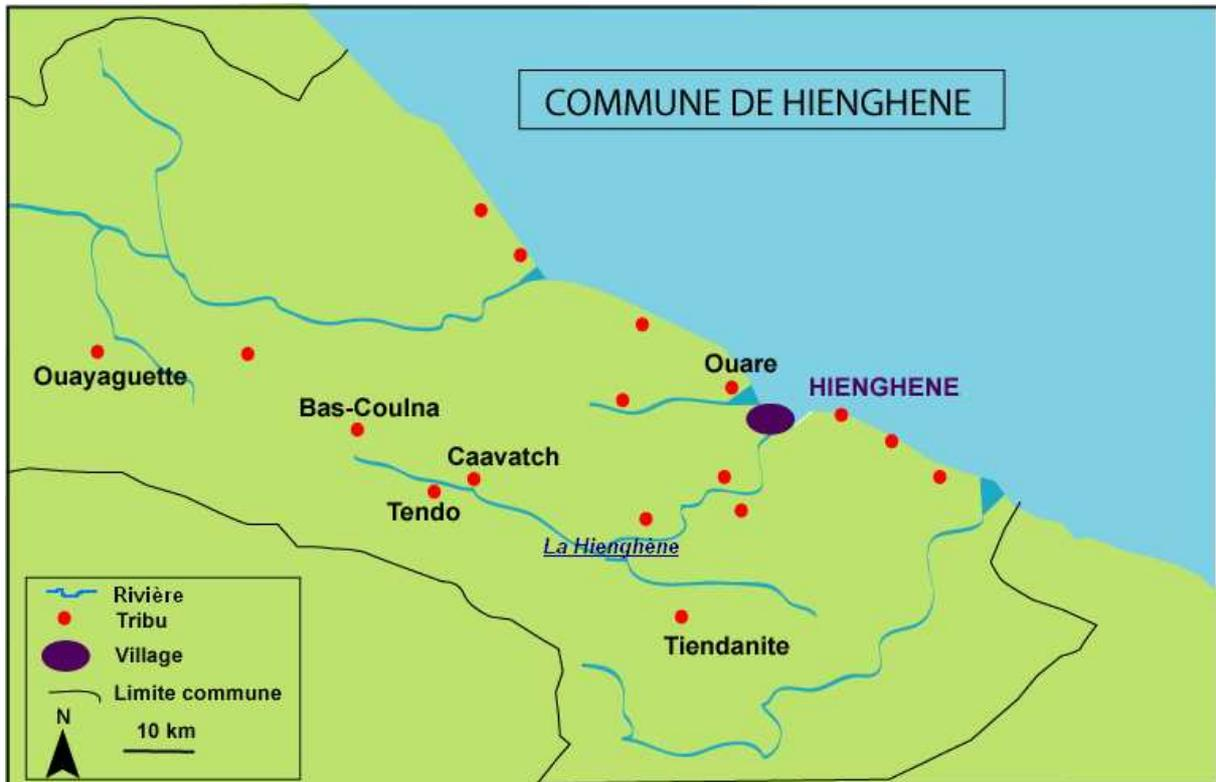 COMMUNE DE HIENGHENE
Ouare
HIENGHENE
Ouayaguette
Bas-Coulna
Caavatch
Tendo
La Hienghène
Tiendanite
Rivière
Tribu
Village
Limite commune
N
10 km